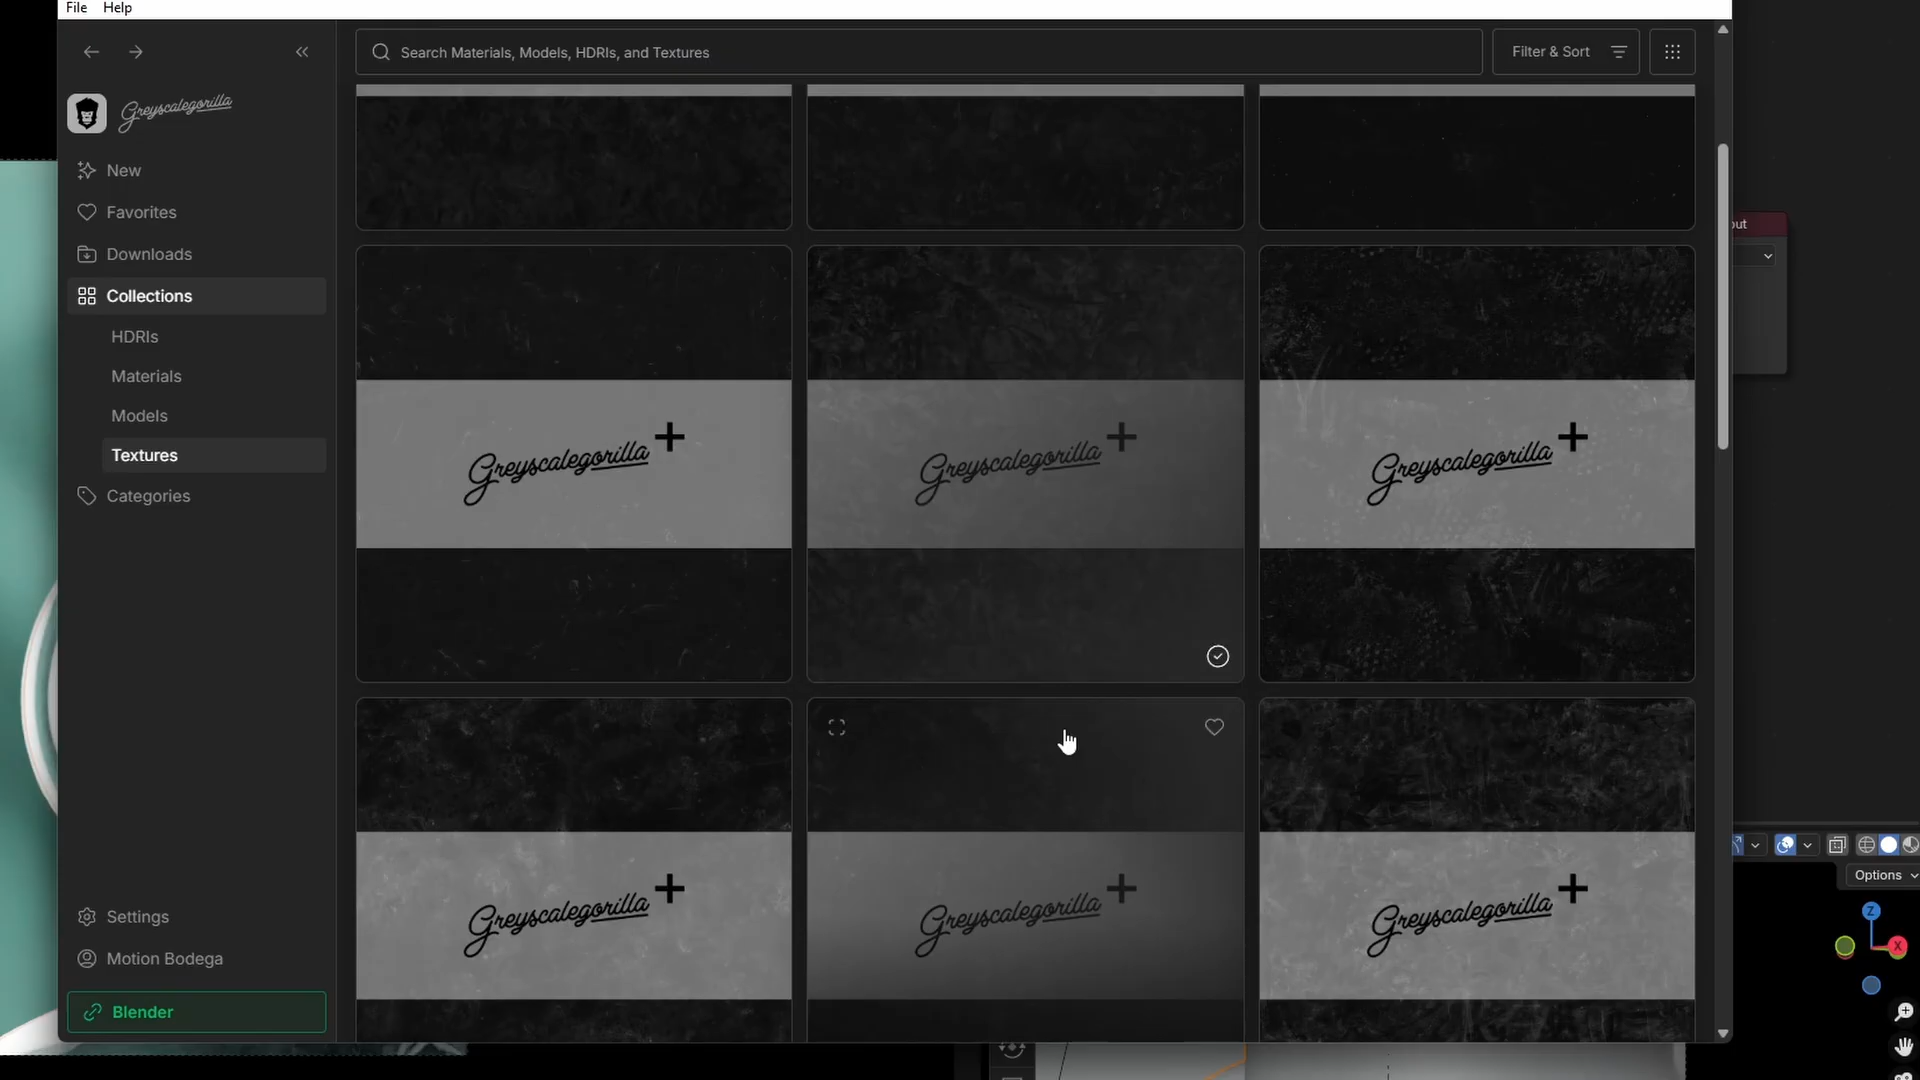 File Help
Search Materials, Models, HDRIs, and Textures
Filter & Sort
Greyscalegorilla
New
Favorites
Downloads
Collections
HDRIs
Materials
Models
Textures
Categories
Settings
Motion Bodega
Blender
Greyscalegorilla +
Greyscalegorilla +
Greyscalegorilla +
Greyscalegorilla +
Greyscalegorilla +
Greyscalegorilla +
Options
Z
X